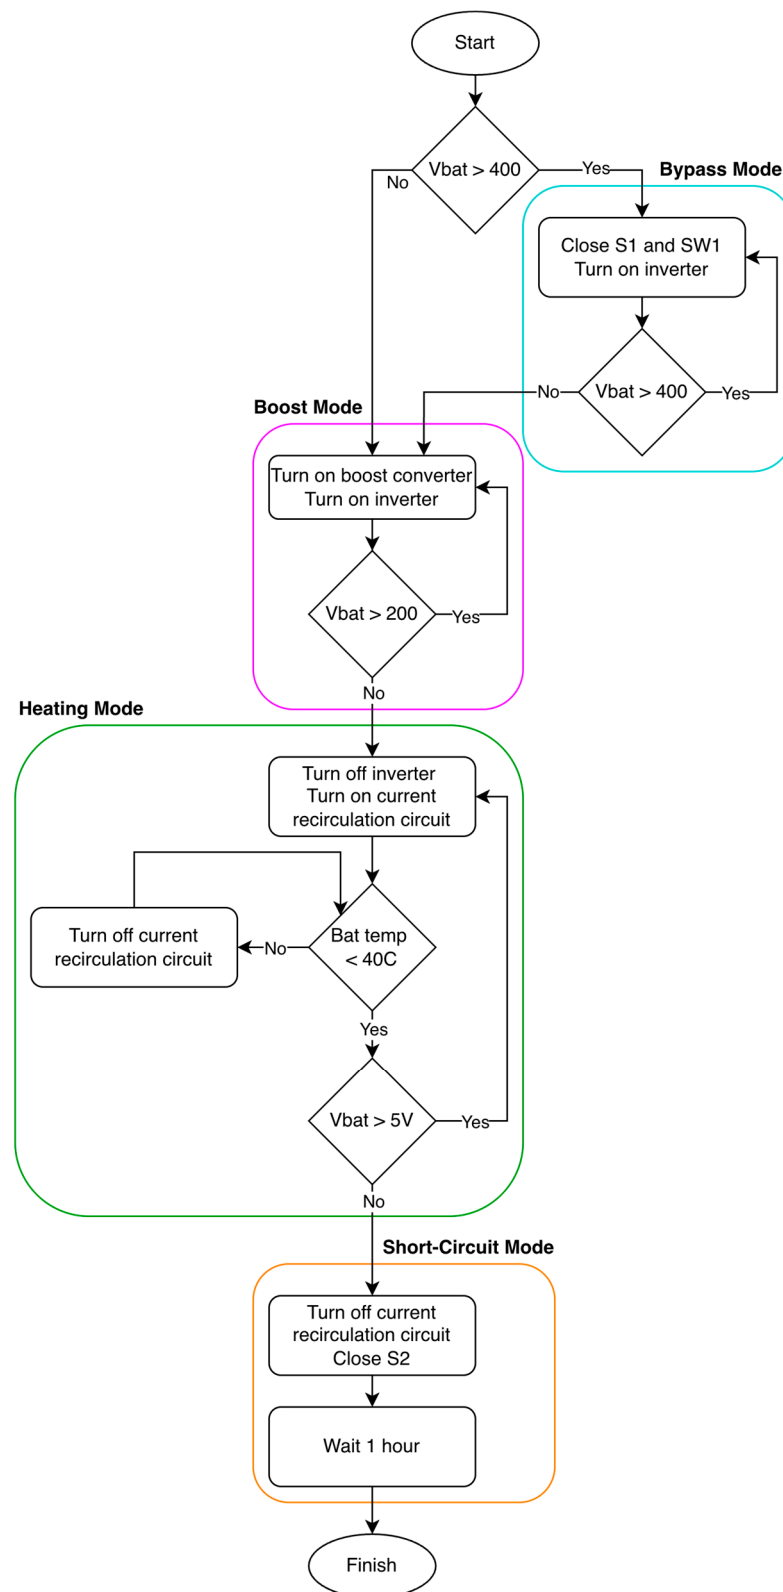 Start
Vbat > 400
No
Yes
Bypass Mode
Close S1 and SW1
Turn on inverter
Vbat > 400
No
Yes
Boost Mode
Turn on boost converter
Turn on inverter
Vbat > 200
Yes
No
Heating Mode
Turn off inverter
Turn on current
recirculation circuit
Bat temp
< 40C
No
Turn off current
recirculation circuit
Yes
Vbat > 5V
Yes
No
Short-Circuit Mode
Turn off current
recirculation circuit
Close S2
Wait 1 hour
Finish